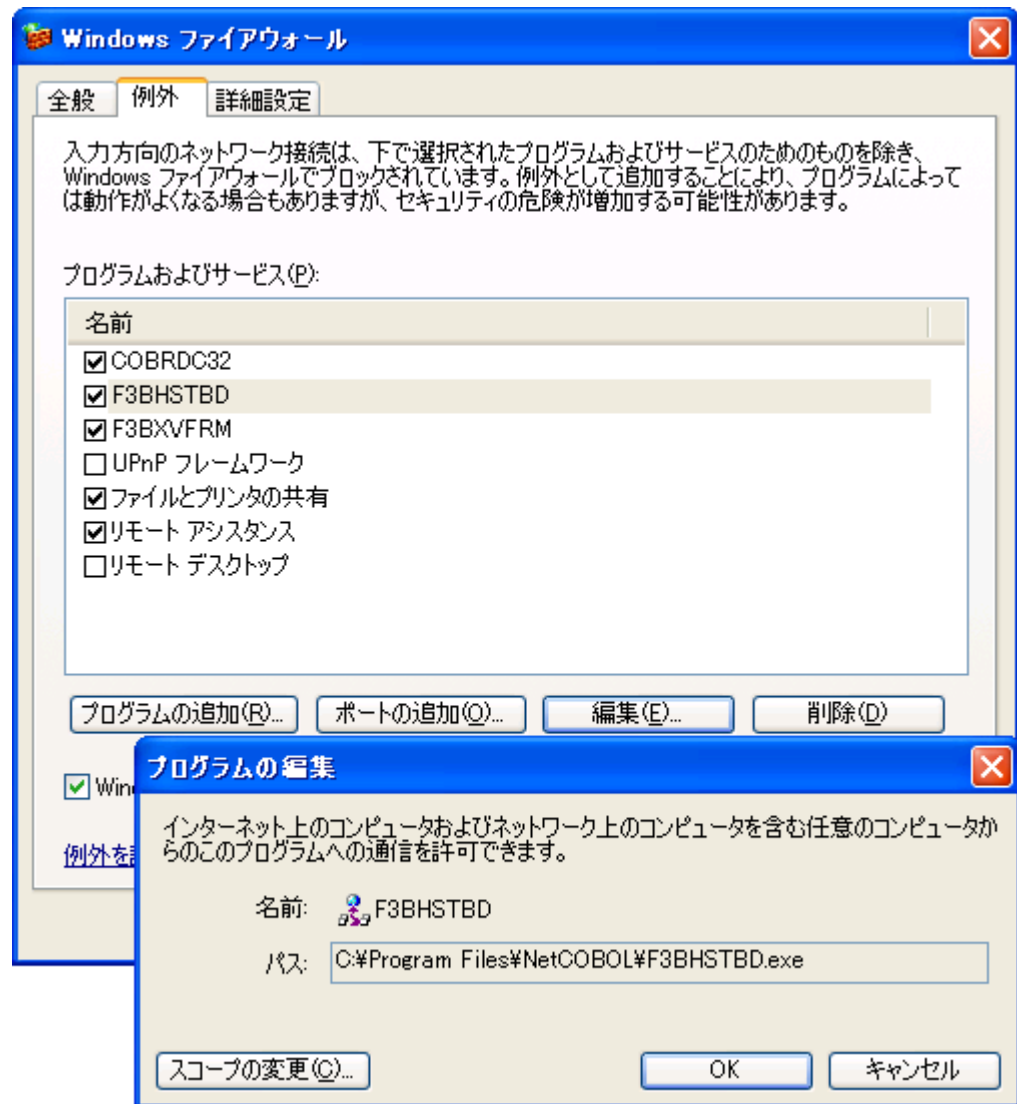 Windows ファイアウォール
全般
例外
詳細設定
入力方向のネットワーク接続は、下で選択されたプログラムおよびサービスのためのものを除き、
Windows ファイアウォールでブロックされています。例外として追加することにより、プログラムによって
は動作がよくなる場合もありますが、セキュリティの危険が増加する可能性があります。
プログラムおよびサービス(P):
名前
COBRDC32
F3BHSTBD
F3BXVFRM
UPnP フレームワーク
ファイルとプリンタの共有
リモート アシスタンス
リモート デスクトップ
プログラムの追加(R)...
ポートの追加(O)...
編集(E)...
削除(D)
例外を
プログラムの編集
インターネット上のコンピュータおよびネットワーク上のコンピュータを含む任意のコンピュータか
らのこのプログラムへの通信を許可できます。
名前:
F3BHSTBD
パス:
C:¥Program Files¥NetCOBOL¥F3BHSTBD.exe
スコープの変更(C)...
OK
キャンセル